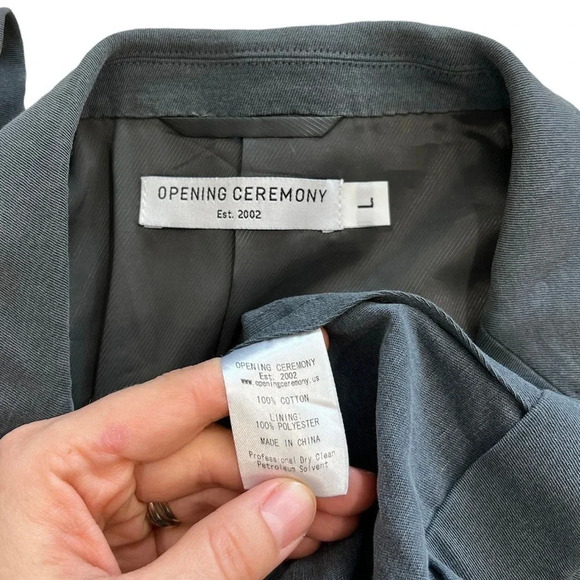 OPENING CEREMONY
Est. 2002
L
OPENING CEREMONY
Est. 2002
www.openingceremony.us
100% COTTON
LINING:
100% POLYESTER
MADE IN CHINA
Professional Dry Clean
Petroleum Solvent